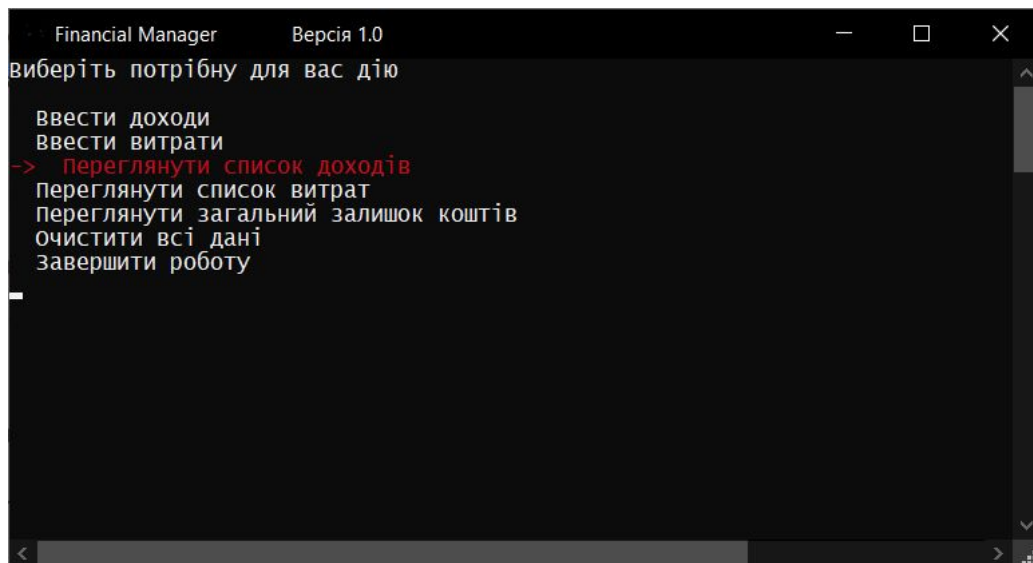 Financial Manager Версія 1.0
Виберіть потрібну для вас дію
Ввести доходи
Ввести витрати
-> Переглянути список доходів
Переглянути список витрат
Переглянути загальний залишок коштів
Очистити всі дані
Завершити роботу